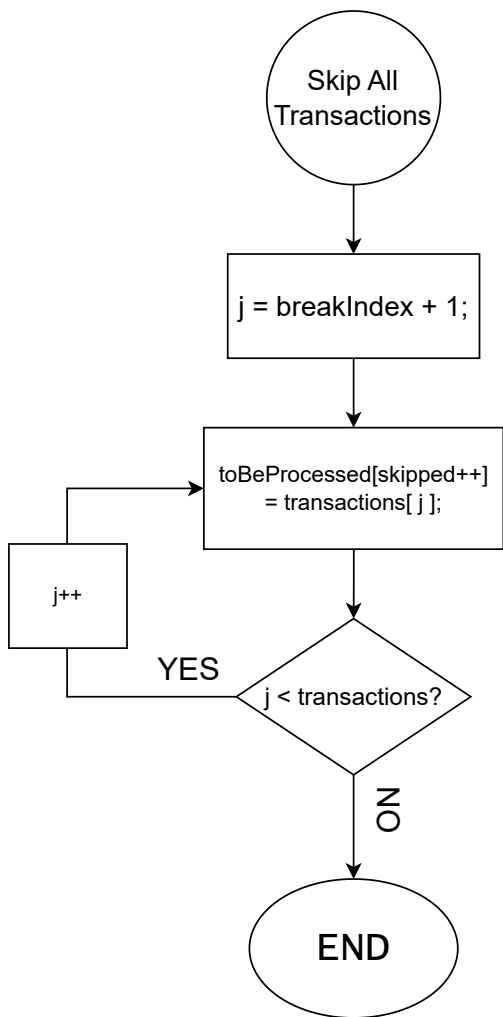 Skip All
Transactions
j = breakIndex + 1;
toBeProcessed[skipped++]
= transactions[ j ];
j++
YES
j < transactions?
NO
END